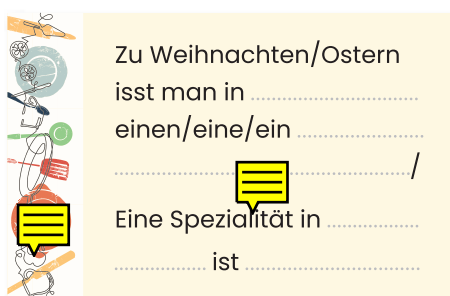 Zu Weihnachten/Ostern
isst man in ..............................
einen/eine/ein ......................
.................................................../
Eine Spezialität in ................
................ ist ..............................